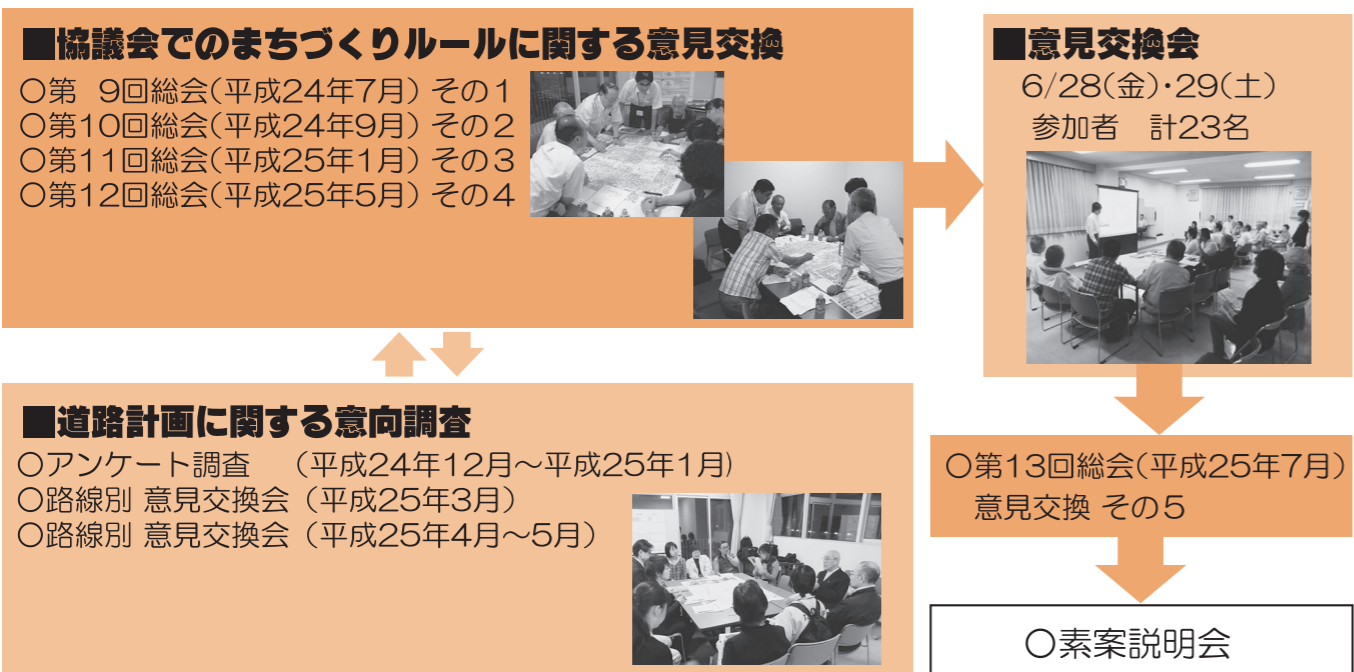 ■協議会でのまちづくりルールに関する意見交換
○第 9回総会(平成24年7月) その1
○第10回総会(平成24年9月) その2
○第11回総会(平成25年1月) その3
○第12回総会(平成25年5月) その4
■意見交換会
6/28(金)・29(土)
参加者 計23名
■道路計画に関する意向調査
○アンケート調査 (平成24年12月~平成25年1月)
○路線別 意見交換会 (平成25年3月)
○路線別 意見交換会 (平成25年4月~5月)
○第13回総会(平成25年7月)
意見交換 その5
○素案説明会